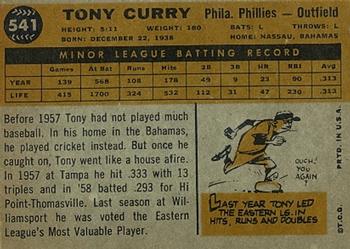 541
TONY CURRY Phila. Phillies — Outfield
HEIGHT: 5:11 WEIGHT: 180 BATS: L THROWS: L
BORN: DECEMBER 22, 1938 HOME: NASSAU, BAHAMAS
MINOR LEAGUE BATTING RECORD
Games At Bat Runs Hits 2B 3B HR RBI B.Avg.
YEAR 139 568 108 178 49 9 23 90 .313
LIFE 415 1700 332 533 50 .313
Before 1957 Tony had not played much
baseball. In his home in the Bahamas,
he played cricket instead. But once he
caught on, Tony went like a house afire.
In 1957 at Tampa he hit .333 with 13
triples and in '58 batted .293 for Hi
Point-Thomasville. Last season at Wil-
liamsport he was voted the Eastern
League's Most Valuable Player.
OUCH!
YOU
AGAIN
LAST YEAR TONY LED
THE EASTERN LG. IN
HITS, RUNS AND DOUBLES
©T.C.G. PRTD. IN U.S.A.